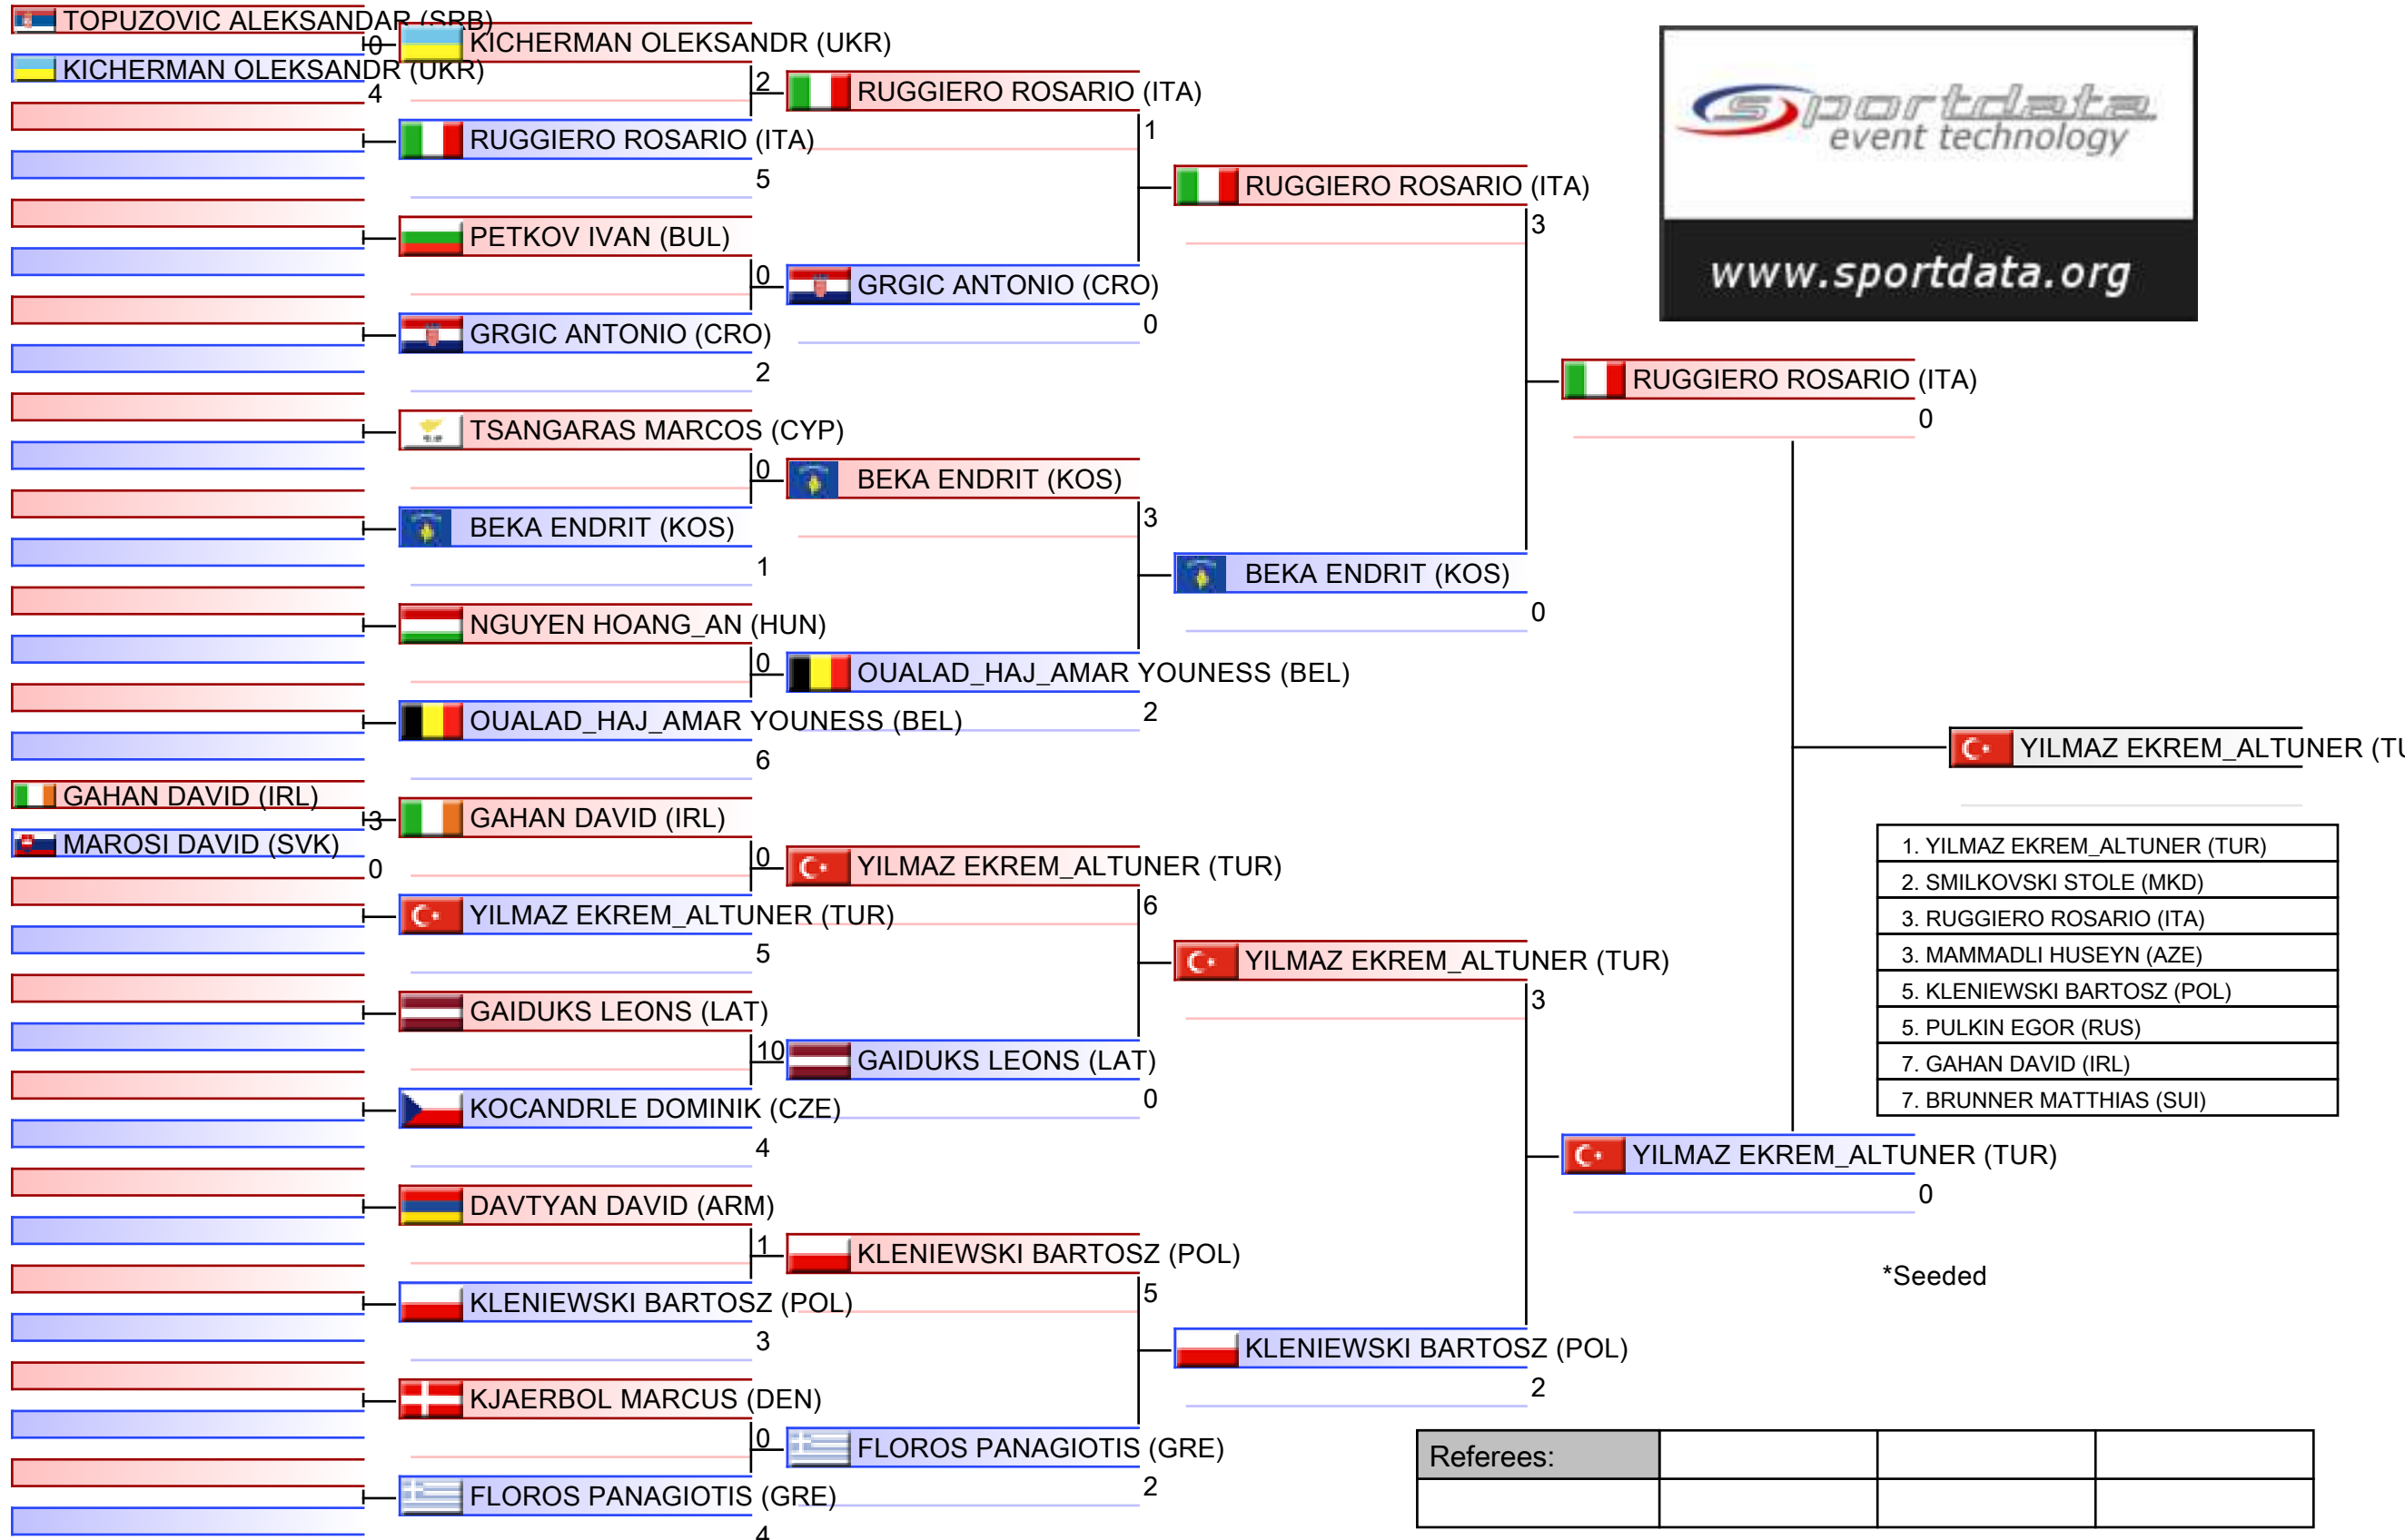 TOPUZOVIC ALEKSANDAR (SRB)
0
KICHERMAN OLEKSANDR (UKR)
4
GAHAN DAVID (IRL)
3
MAROSI DAVID (SVK)
0
KICHERMAN OLEKSANDR (UKR)
2
RUGGIERO ROSARIO (ITA)
5
PETKOV IVAN (BUL)
0
GRGIC ANTONIO (CRO)
2
TSANGARAS MARCOS (CYP)
0
BEKA ENDRIT (KOS)
1
NGUYEN HOANG_AN (HUN)
0
OUALAD_HAJ_AMAR YOUNESS (BEL)
6
GAHAN DAVID (IRL)
0
YILMAZ EKREM_ALTUNER (TUR)
5
GAIDUKS LEONS (LAT)
10
KOCANDRLE DOMINIK (CZE)
4
DAVTYAN DAVID (ARM)
1
KLENIEWSKI BARTOSZ (POL)
3
KJAERBOL MARCUS (DEN)
0
FLOROS PANAGIOTIS (GRE)
4
RUGGIERO ROSARIO (ITA)
1
GRGIC ANTONIO (CRO)
0
BEKA ENDRIT (KOS)
3
OUALAD_HAJ_AMAR YOUNESS (BEL)
2
YILMAZ EKREM_ALTUNER (TUR)
6
GAIDUKS LEONS (LAT)
0
KLENIEWSKI BARTOSZ (POL)
5
FLOROS PANAGIOTIS (GRE)
2
RUGGIERO ROSARIO (ITA)
3
BEKA ENDRIT (KOS)
0
YILMAZ EKREM_ALTUNER (TUR)
3
KLENIEWSKI BARTOSZ (POL)
2
RUGGIERO ROSARIO (ITA)
0
YILMAZ EKREM_ALTUNER (TUR)
0
sportdata
event technology
www.sportdata.org
YILMAZ EKREM_ALTUNER (TU
1. YILMAZ EKREM_ALTUNER (TUR)
2. SMILKOVSKI STOLE (MKD)
3. RUGGIERO ROSARIO (ITA)
3. MAMMADLI HUSEYN (AZE)
5. KLENIEWSKI BARTOSZ (POL)
5. PULKIN EGOR (RUS)
7. GAHAN DAVID (IRL)
7. BRUNNER MATTHIAS (SUI)
*Seeded
Referees: